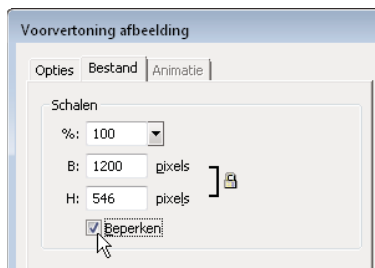 Voorvertoning afbeelding
Opties Bestand Animatie
Schalen
%: 100
B: 1200 pixels
H: 546 pixels
Beperken